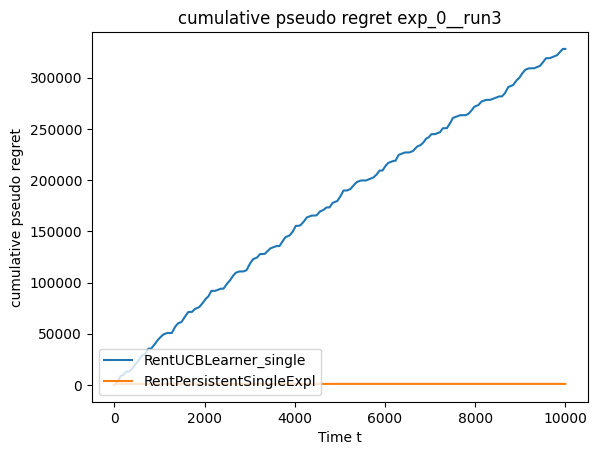 cumulative pseudo regret exp_0__run3
cumulative pseudo regret
300000
250000
200000
150000
100000
50000
0
RentUCBLearner_single
RentPersistentSingleExpl
0
2000
4000
6000
8000
10000
Time t